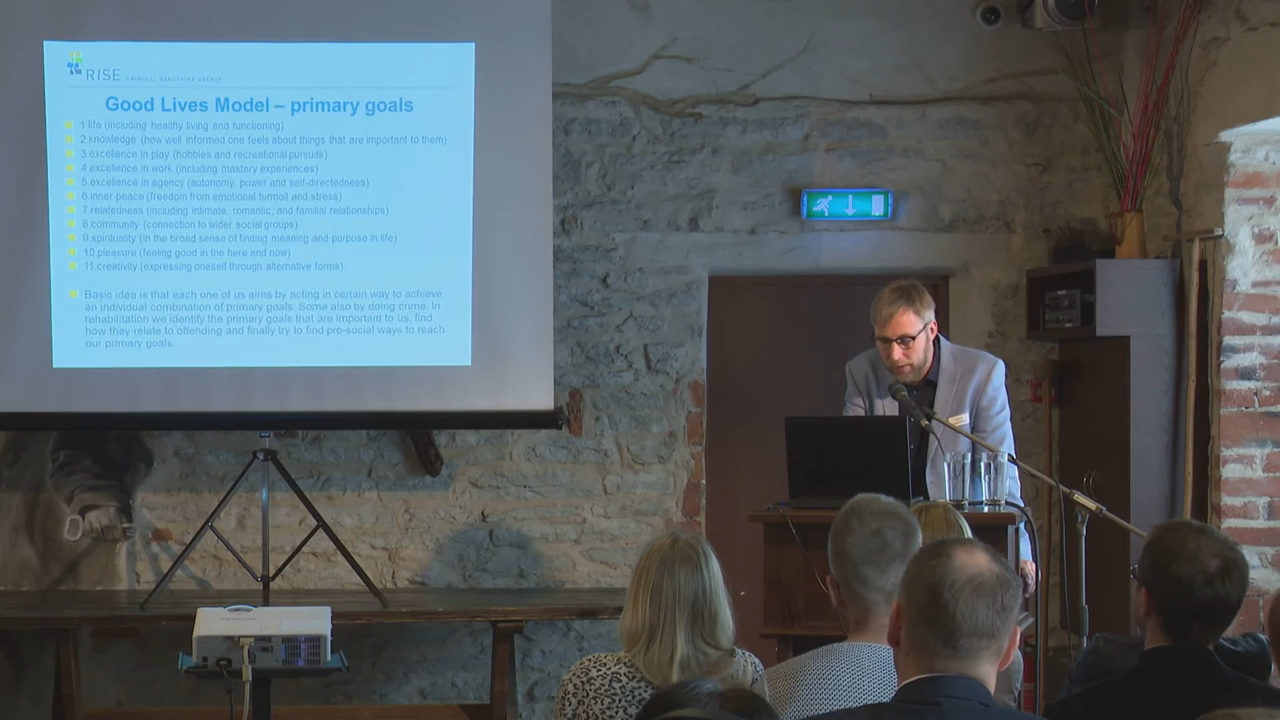 RISE CRIMINAL SANCTIONS AGENCY
Good Lives Model – primary goals
1.life (including healthy living and functioning)
2.knowledge (how well informed one feels about things that are important to them)
3.excellence in play (hobbies and recreational pursuits)
4.excellence in work (including mastery experiences)
5.excellence in agency (autonomy, power and self-directedness)
6.inner peace (freedom from emotional turmoil and stress)
7.relatedness (including intimate, romantic, and familial relationships)
8.community (connection to wider social groups)
9.spirituality (in the broad sense of finding meaning and purpose in life)
10.pleasure (feeling good in the here and now)
11.creativity (expressing oneself through alternative forms).
Basic idea is that each one of us aims by acting in certain way to achieve
an individual combination of primary goals. Some also by doing crime. In
rehabilitation we identify the primary goals that are important to us, find
how they relate to offending and finally try to find pro-social ways to reach
our primary goals.